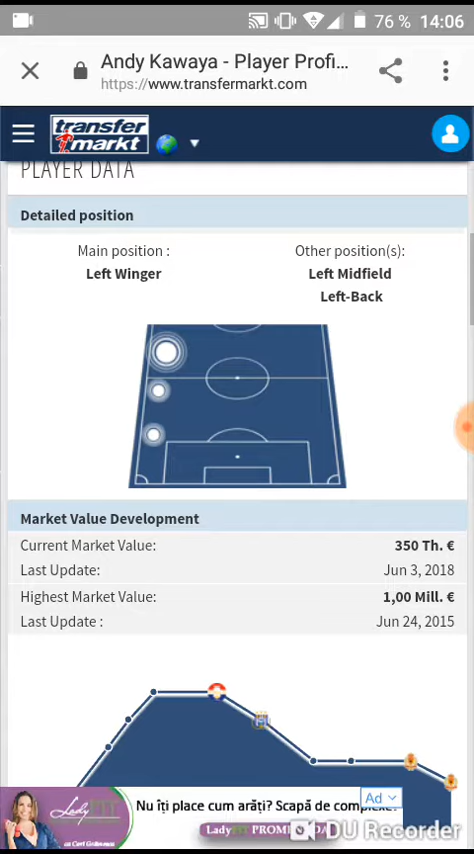 76 % 14:06
Andy Kawaya - Player Profi...
https://www.transfermarkt.com
transfer
markt
PLAYER DATA
Detailed position
Main position :
Left Winger
Other position(s):
Left Midfield
Left-Back
Market Value Development
Current Market Value: 350 Th. €
Last Update: Jun 3, 2018
Highest Market Value: 1,00 Mill. €
Last Update : Jun 24, 2015
Ad
LadyFIT
Nu îți place cum arăți? Scapă de complexe
LadyFIT
DU Recorder